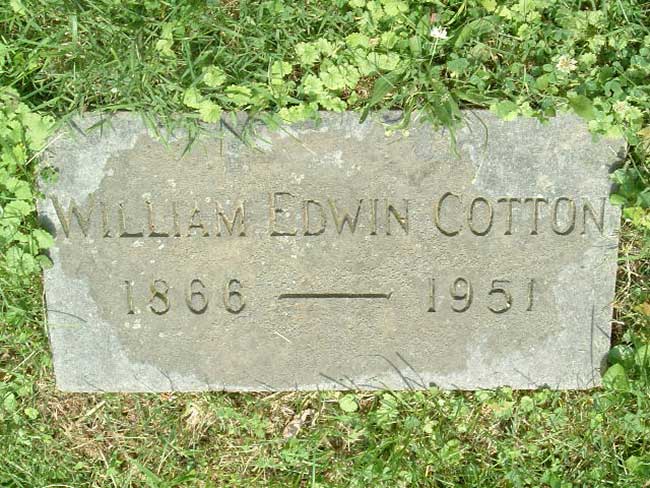 WILLIAM EDWIN COTTON
1866 — 1951